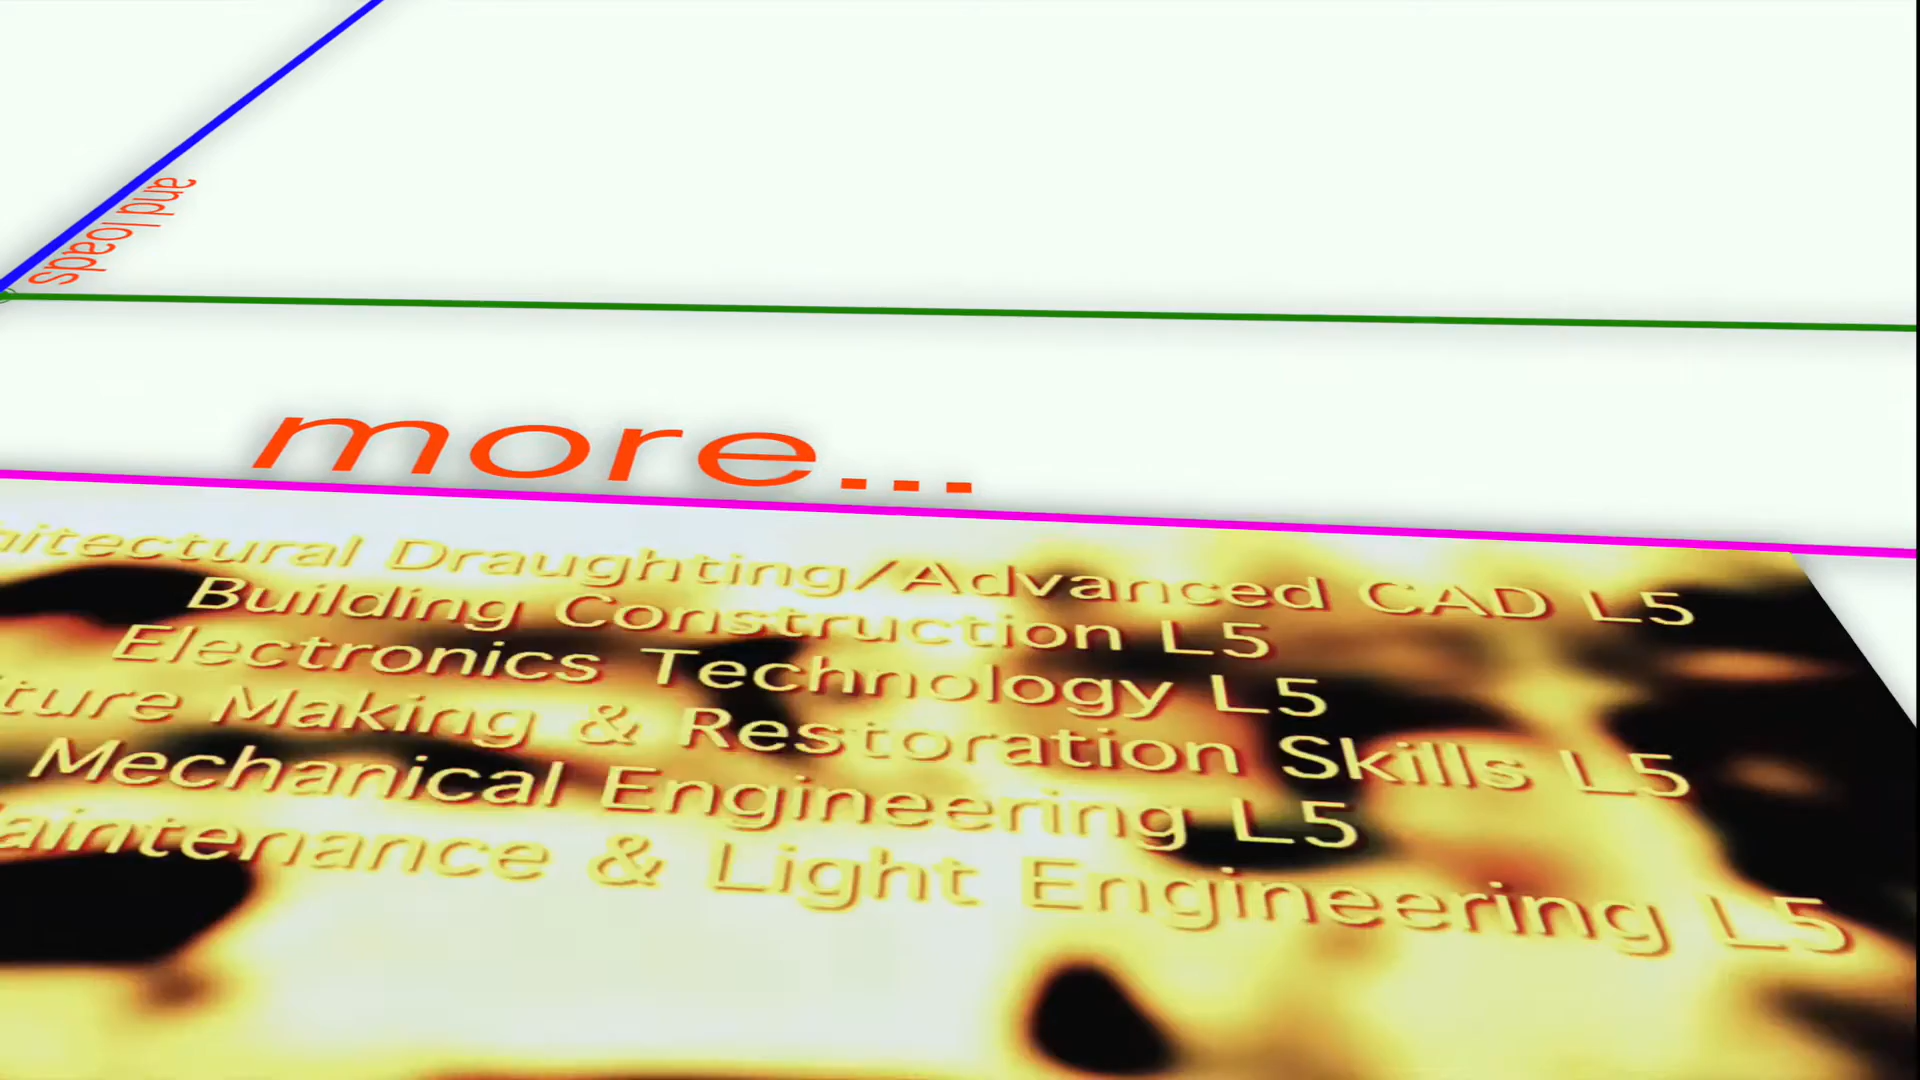 and loads
more...
hitectural Draughting/Advanced CAD L5
Building Construction L5
Electronics Technology L5
ture Making & Restoration Skills L5
Mechanical Engineering L5
aintenance & Light Engineering L5